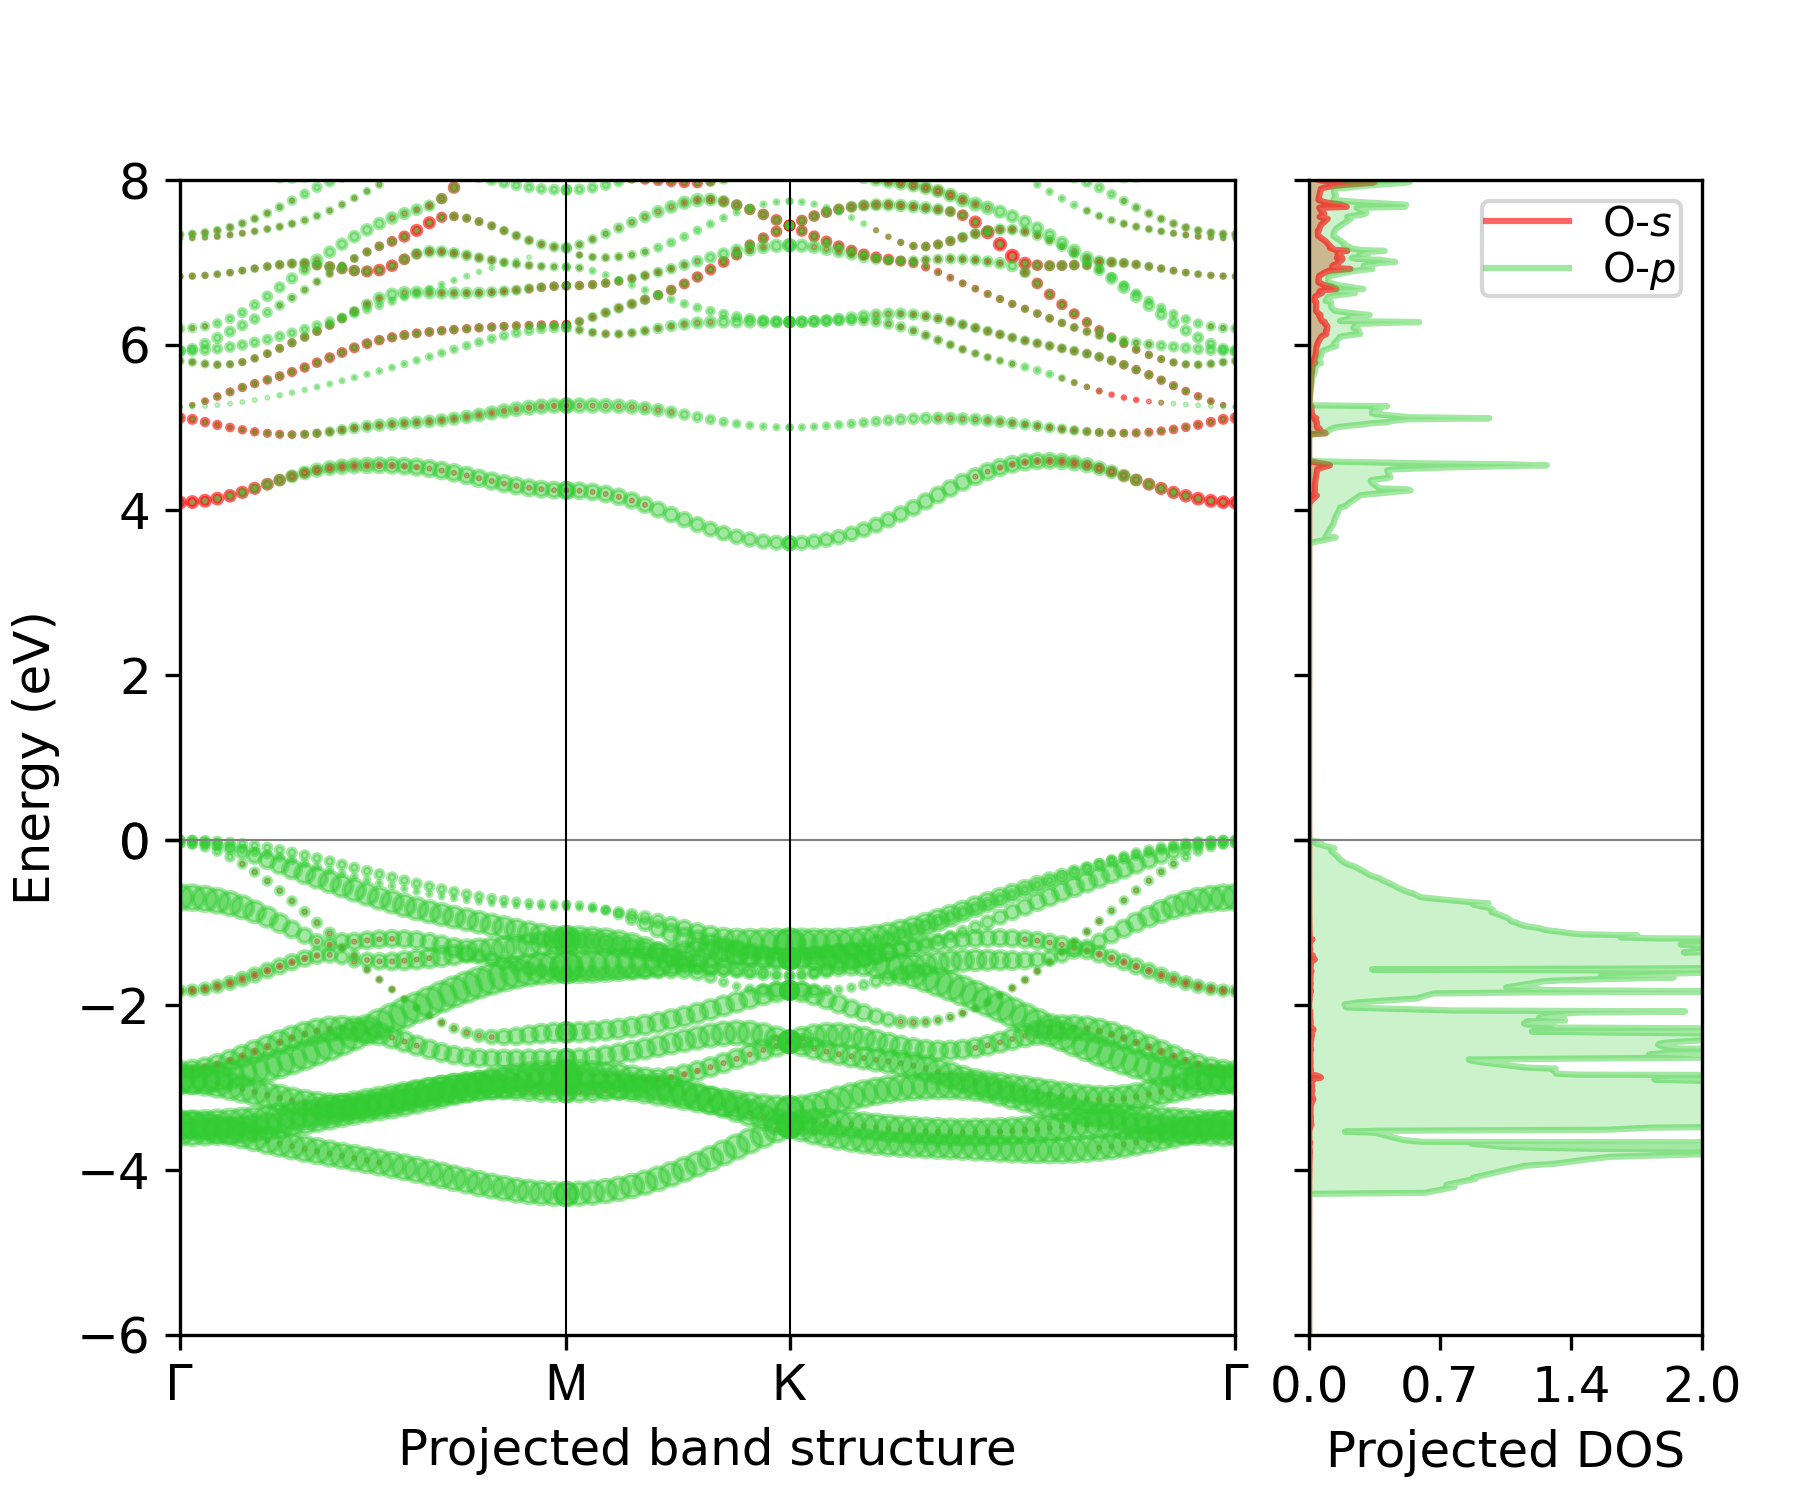 8
6
4
2
0
−2
−4
−6
Energy (eV)
Γ
M
K
Γ
Projected band structure
O-s
O-p
0.0
0.7
1.4
2.0
Projected DOS